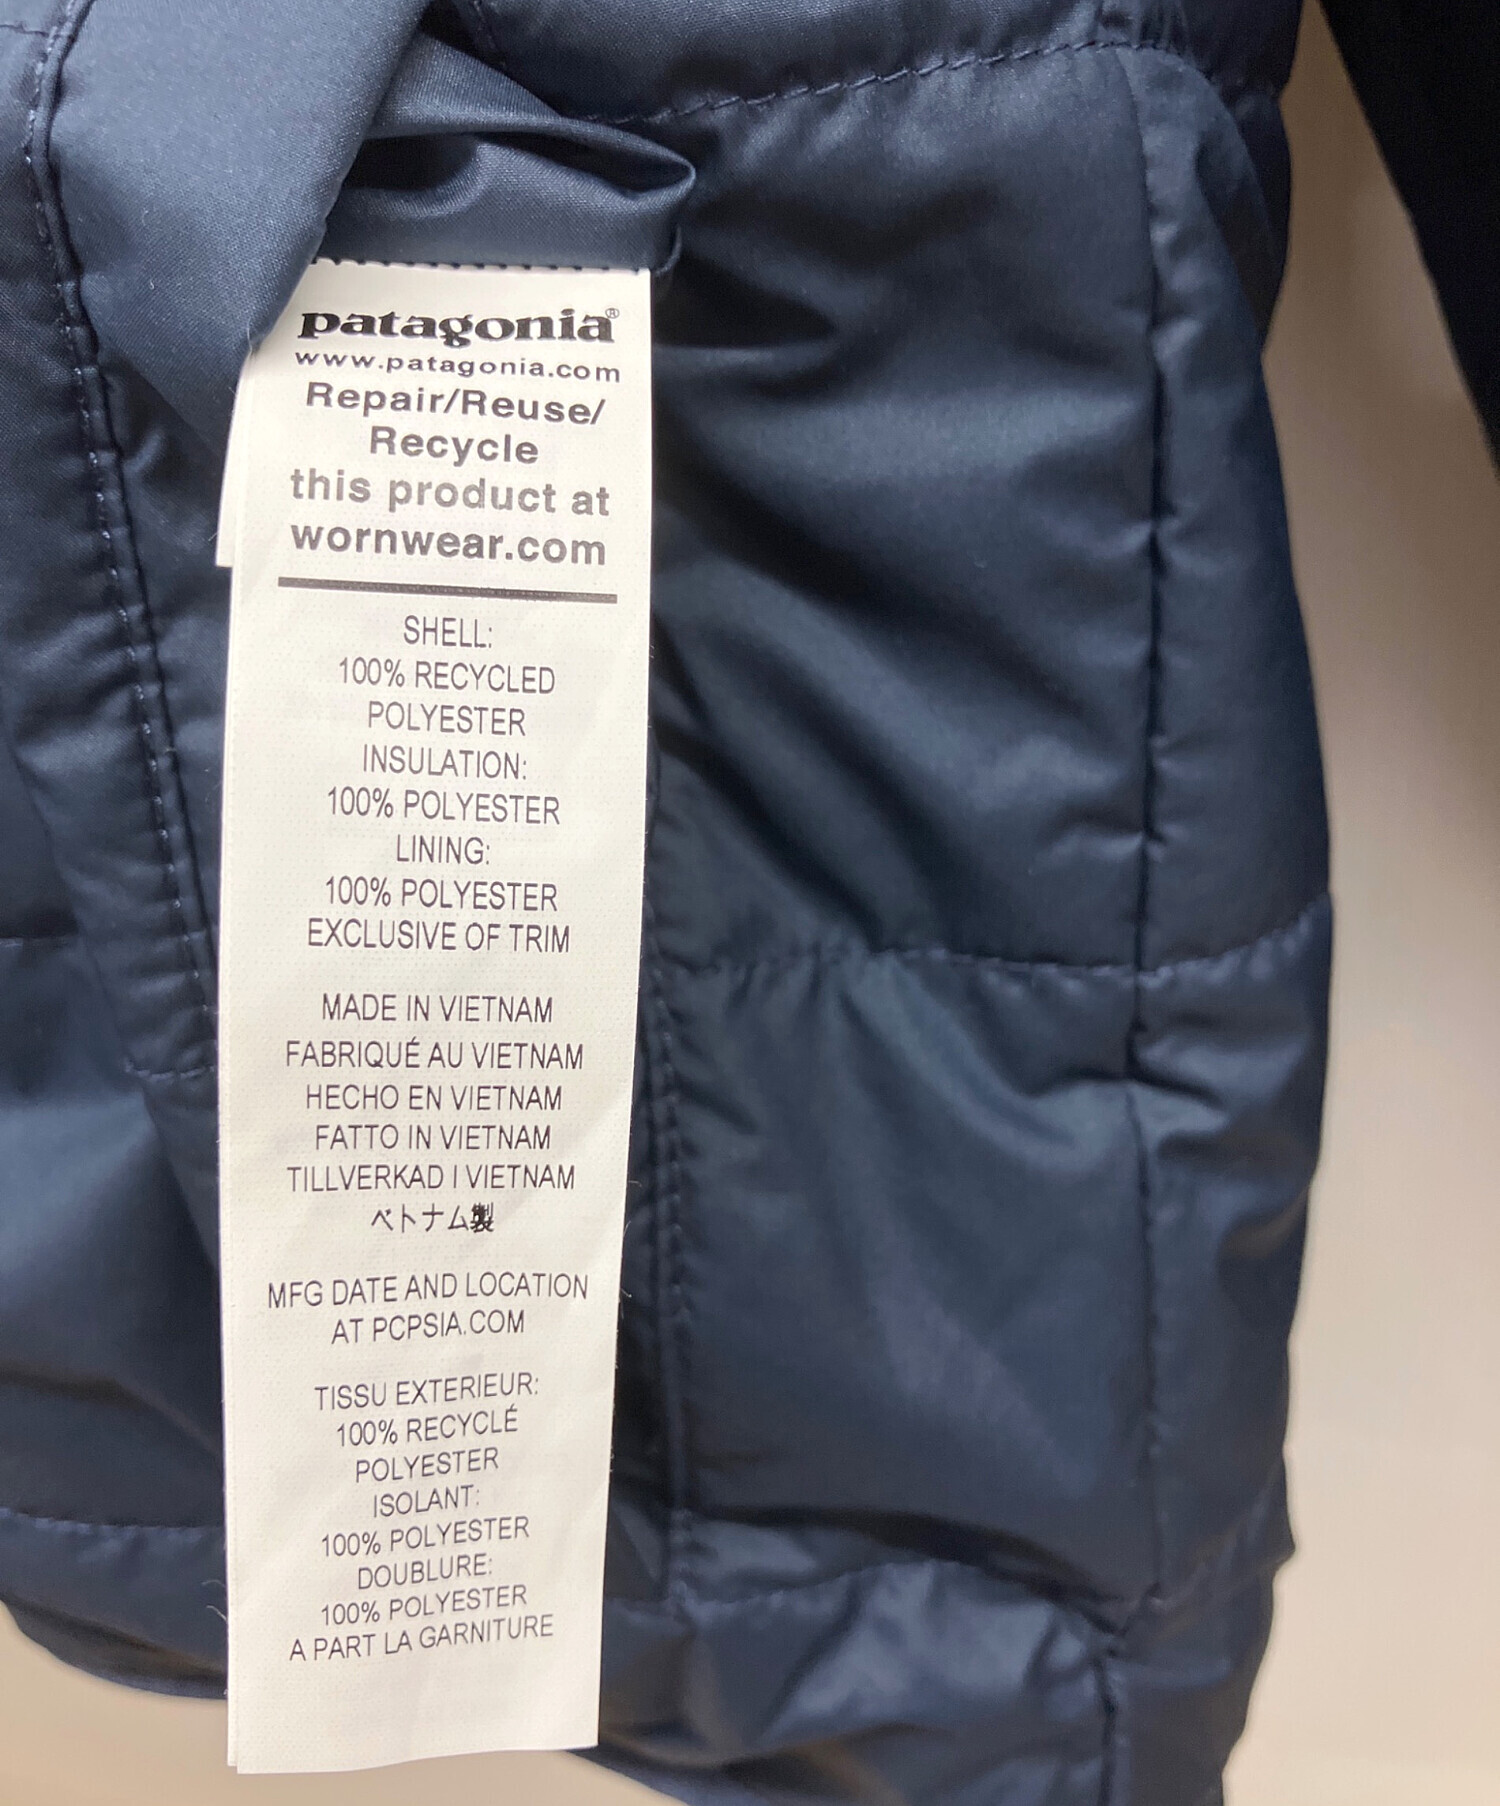 patagonia®
www.patagonia.com
Repair/Reuse/
Recycle
this product at
wornwear.com
SHELL:
100% RECYCLED
POLYESTER
INSULATION:
100% POLYESTER
LINING:
100% POLYESTER
EXCLUSIVE OF TRIM
MADE IN VIETNAM
FABRIQUÉ AU VIETNAM
HECHO EN VIETNAM
FATTO IN VIETNAM
TILLVERKAD I VIETNAM
ベトナム製
MFG DATE AND LOCATION
AT PCPSIA.COM
TISSU EXTERIEUR:
100% RECYCLÉ
POLYESTER
ISOLANT:
100% POLYESTER
DOUBLURE:
100% POLYESTER
A PART LA GARNITURE